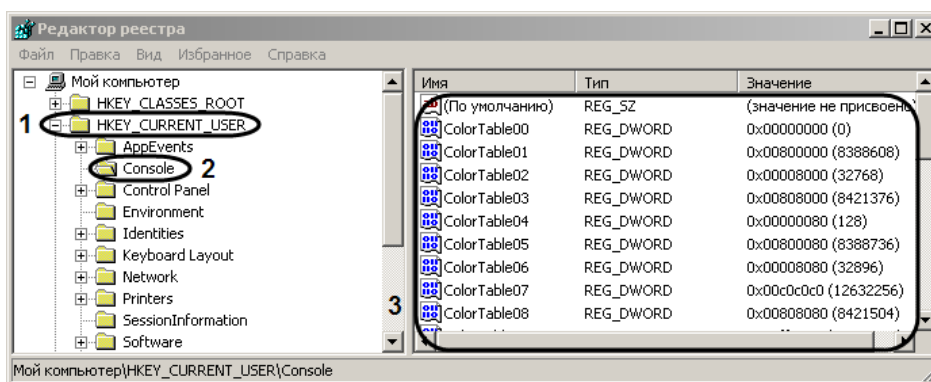 Редактор реестра
Файл Правка Вид Избранное Справка
Мой компьютер
HKEY_CLASSES_ROOT
1 HKEY_CURRENT_USER
AppEvents
Console 2
Control Panel
Environment
Identities
Keyboard Layout
Network
Printers
SessionInformation
Software
3
Имя Тип Значение
(По умолчанию) REG_SZ (значение не присвоено)
ColorTable00 REG_DWORD 0x00000000 (0)
ColorTable01 REG_DWORD 0x00800000 (8388608)
ColorTable02 REG_DWORD 0x00008000 (32768)
ColorTable03 REG_DWORD 0x00808000 (8421376)
ColorTable04 REG_DWORD 0x00000080 (128)
ColorTable05 REG_DWORD 0x00800080 (8388736)
ColorTable06 REG_DWORD 0x00008080 (32896)
ColorTable07 REG_DWORD 0x00c0c0c0 (12632256)
ColorTable08 REG_DWORD 0x00808080 (8421504)
Мой компьютер\HKEY_CURRENT_USER\Console